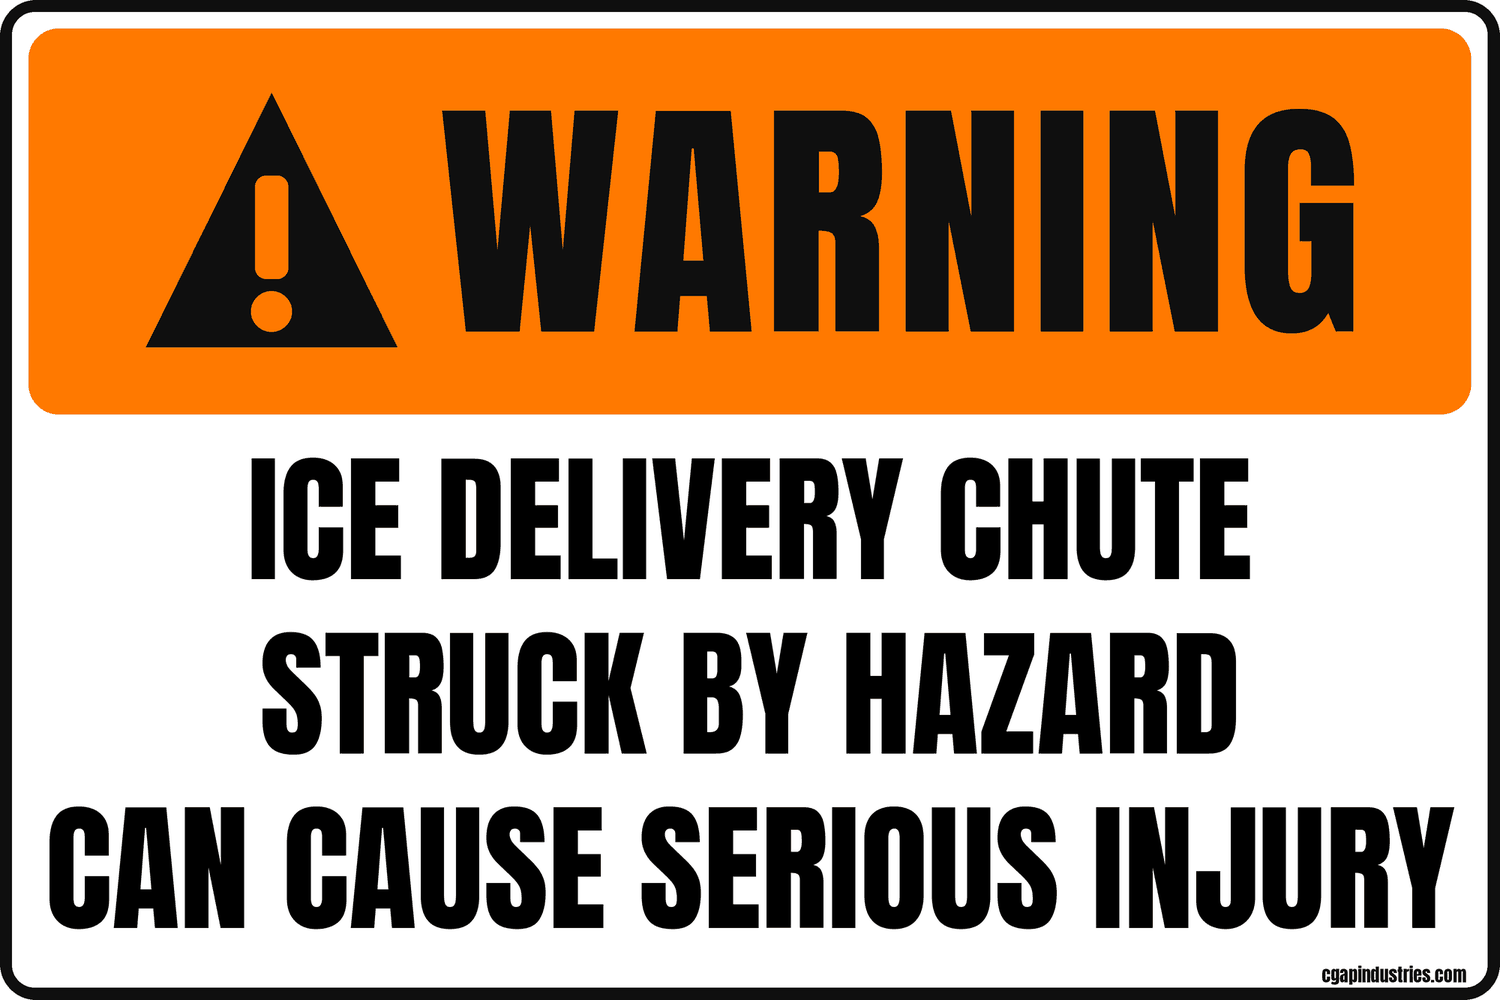 WARNING
ICE DELIVERY CHUTE
STRUCK BY HAZARD
CAN CAUSE SERIOUS INJURY
cgapindustries.com